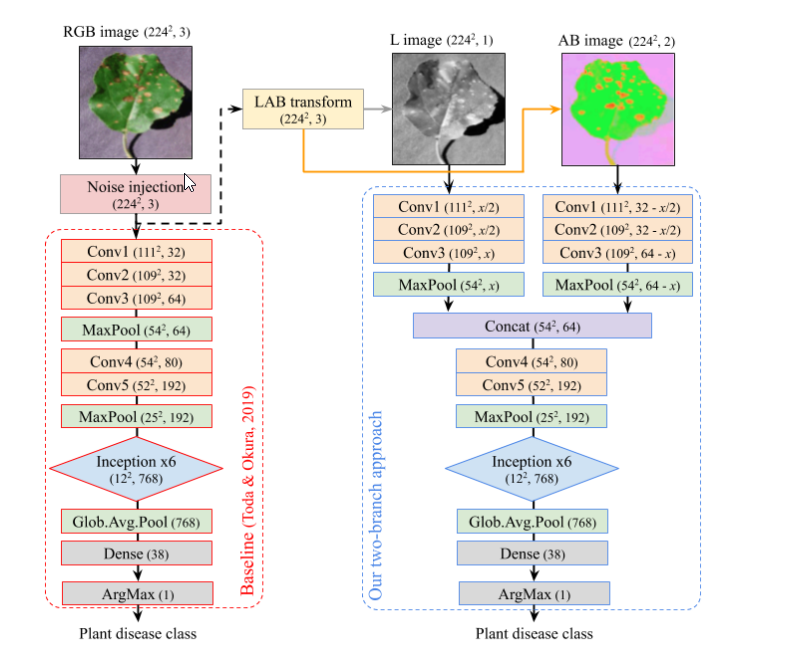 RGB image (224², 3)
Noise injection
(224², 3)
Conv1 (111², 32)
Conv2 (109², 32)
Conv3 (109², 64)
MaxPool (54², 64)
Conv4 (54², 80)
Conv5 (52², 192)
MaxPool (25², 192)
Inception x6
(12², 768)
Glob.Avg.Pool (768)
Dense (38)
ArgMax (1)
Plant disease class
Baseline (Toda & Okura, 2019)
LAB transform
(224², 3)
L image (224², 1)
AB image (224², 2)
Conv1 (111², x/2)
Conv2 (109², x/2)
Conv3 (109², x)
MaxPool (54², x)
Conv1 (111², 32 - x/2)
Conv2 (109², 32 - x/2)
Conv3 (109², 64 - x)
MaxPool (54², 64 - x)
Concat (54², 64)
Conv4 (54², 80)
Conv5 (52², 192)
MaxPool (25², 192)
Inception x6
(12², 768)
Glob.Avg.Pool (768)
Dense (38)
ArgMax (1)
Plant disease class
Our two-branch approach